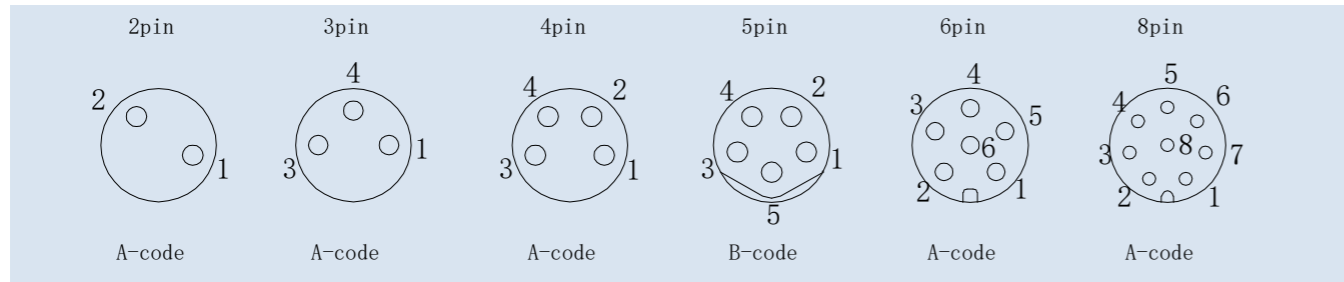 2pin 3pin 4pin 5pin 6pin 8pin
4 4 5
2 4 2 4 2 3 5 4 6
6 8
3 1 3 7
1 3 1 3 1 2 1 2 1
5
A-code A-code A-code B-code A-code A-code